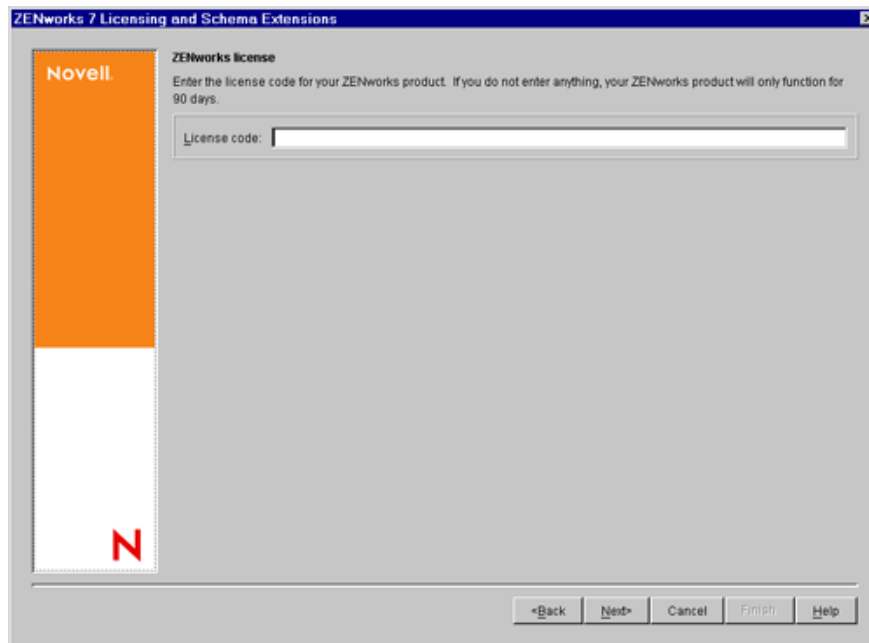 ZENworks 7 Licensing and Schema Extensions
Novell.
ZENworks license
Enter the license code for your ZENworks product. If you do not enter anything, your ZENworks product will only function for
90 days.
License code:
N
<Back Next> Cancel Finish Help